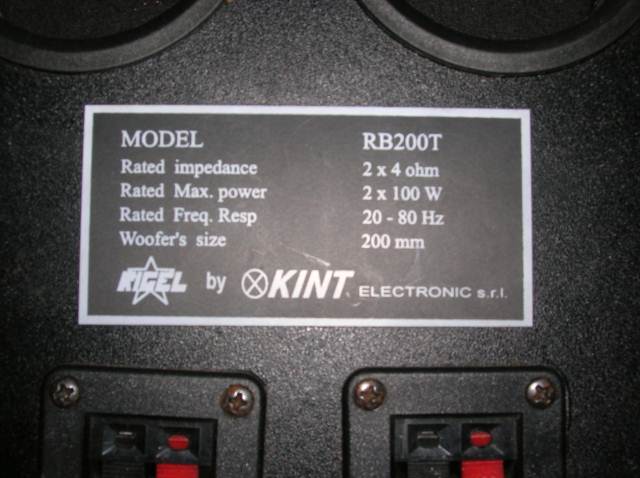 MODEL RB200T
Rated impedance 2 x 4 ohm
Rated Max. power 2 x 100 W
Rated Freq. Resp 20 - 80 Hz
Woofer's size 200 mm
RIGEL by KINT ELECTRONIC s.r.l.